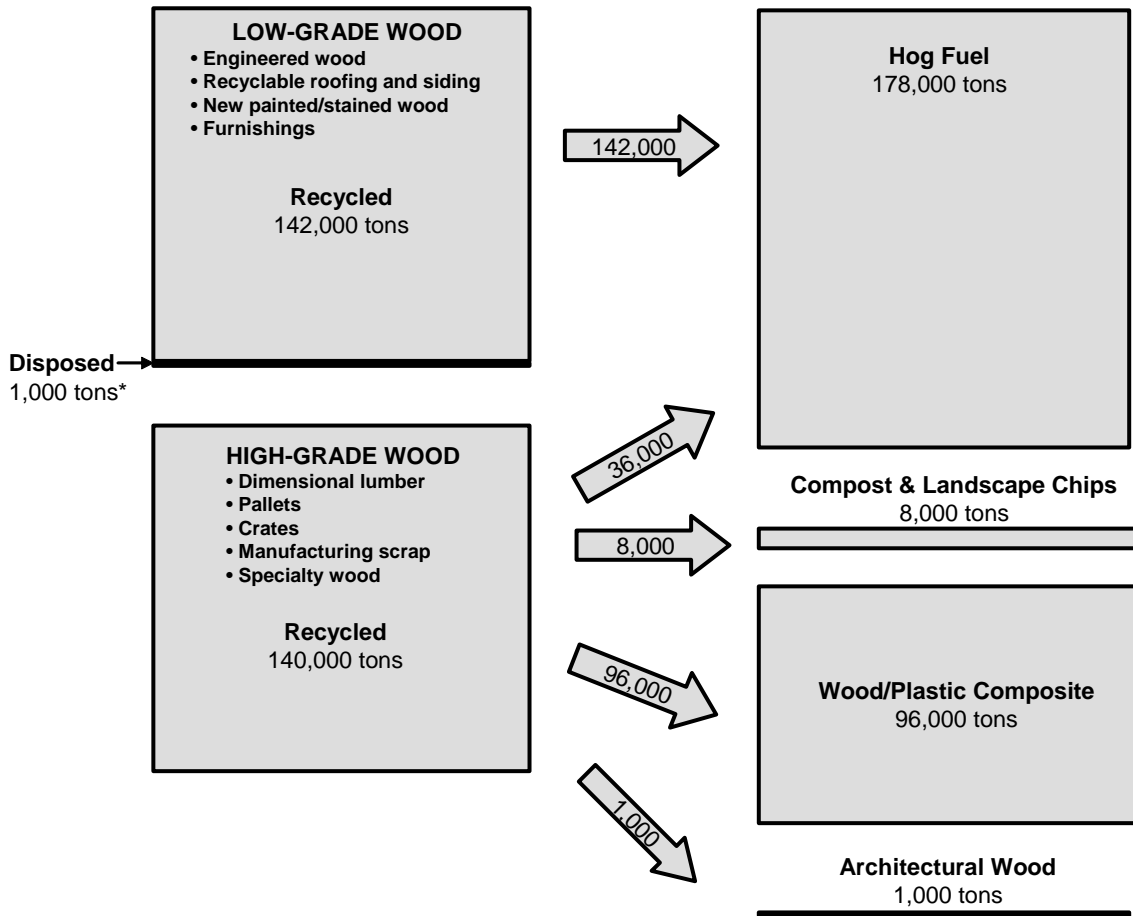 LOW-GRADE WOOD
• Engineered wood
• Recyclable roofing and siding
• New painted/stained wood
• Furnishings
Recycled
142,000 tons
Disposed
1,000 tons*
HIGH-GRADE WOOD
• Dimensional lumber
• Pallets
• Crates
• Manufacturing scrap
• Specialty wood
Recycled
140,000 tons
142,000
36,000
8,000
96,000
1,000
Hog Fuel
178,000 tons
Compost & Landscape Chips
8,000 tons
Wood/Plastic Composite
96,000 tons
Architectural Wood
1,000 tons